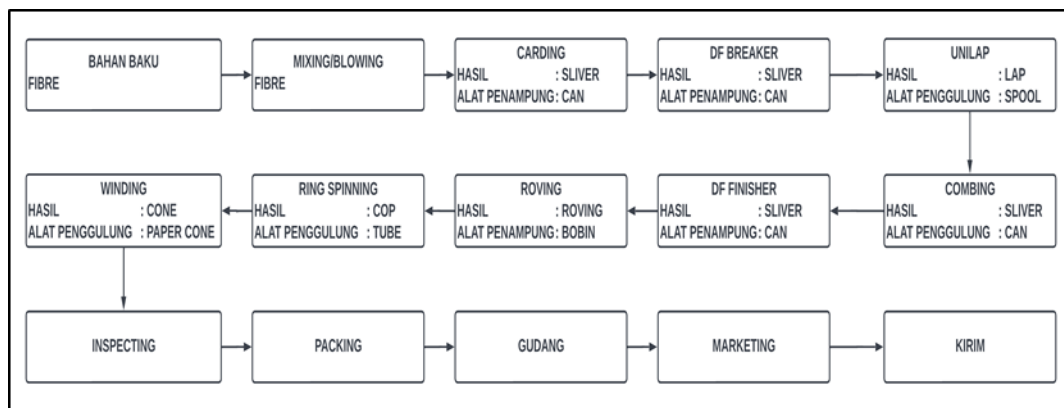 BAHAN BAKU
FIBRE
MIXING/BLOWING
FIBRE
CARDING
HASIL : SLIVER
ALAT PENAMPUNG : CAN
DF BREAKER
HASIL : SLIVER
ALAT PENAMPUNG : CAN
UNILAP
HASIL : LAP
ALAT PENGGULUNG : SPOOL
WINDING
HASIL : CONE
ALAT PENGGULUNG : PAPER CONE
RING SPINNING
HASIL : COP
ALAT PENGGULUNG : TUBE
ROVING
HASIL : ROVING
ALAT PENAMPUNG : BOBIN
DF FINISHER
HASIL : SLIVER
ALAT PENAMPUNG : CAN
COMBING
HASIL : SLIVER
ALAT PENGGULUNG : CAN
INSPECTING
PACKING
GUDANG
MARKETING
KIRIM